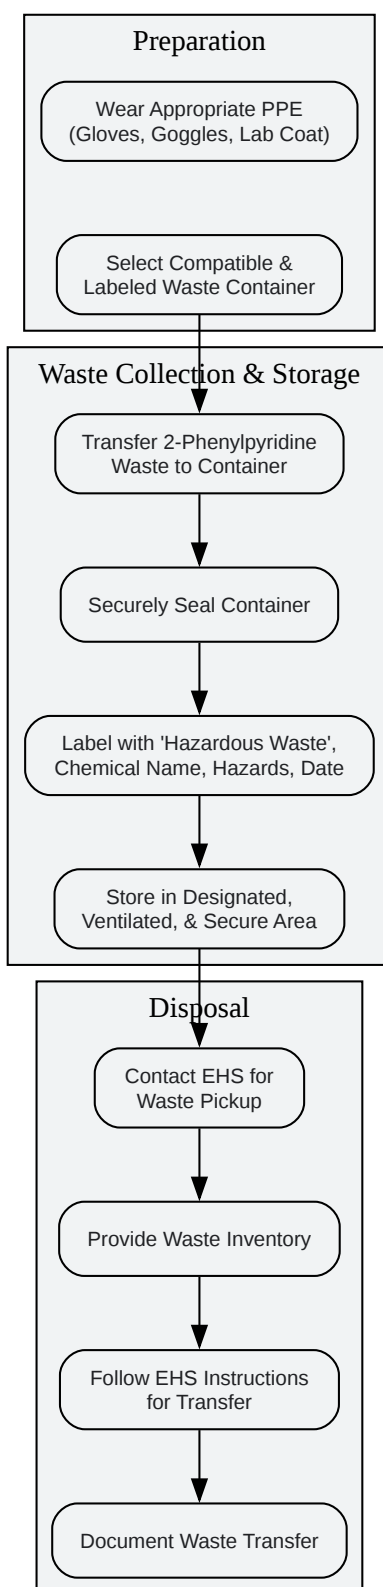 Preparation
Wear Appropriate PPE
(Gloves, Goggles, Lab Coat)
Select Compatible &
Labeled Waste Container
Waste Collection & Storage
Transfer 2-Phenylpyridine
Waste to Container
Securely Seal Container
Label with 'Hazardous Waste',
Chemical Name, Hazards, Date
Store in Designated,
Ventilated, & Secure Area
Disposal
Contact EHS for
Waste Pickup
Provide Waste Inventory
Follow EHS Instructions
for Transfer
Document Waste Transfer